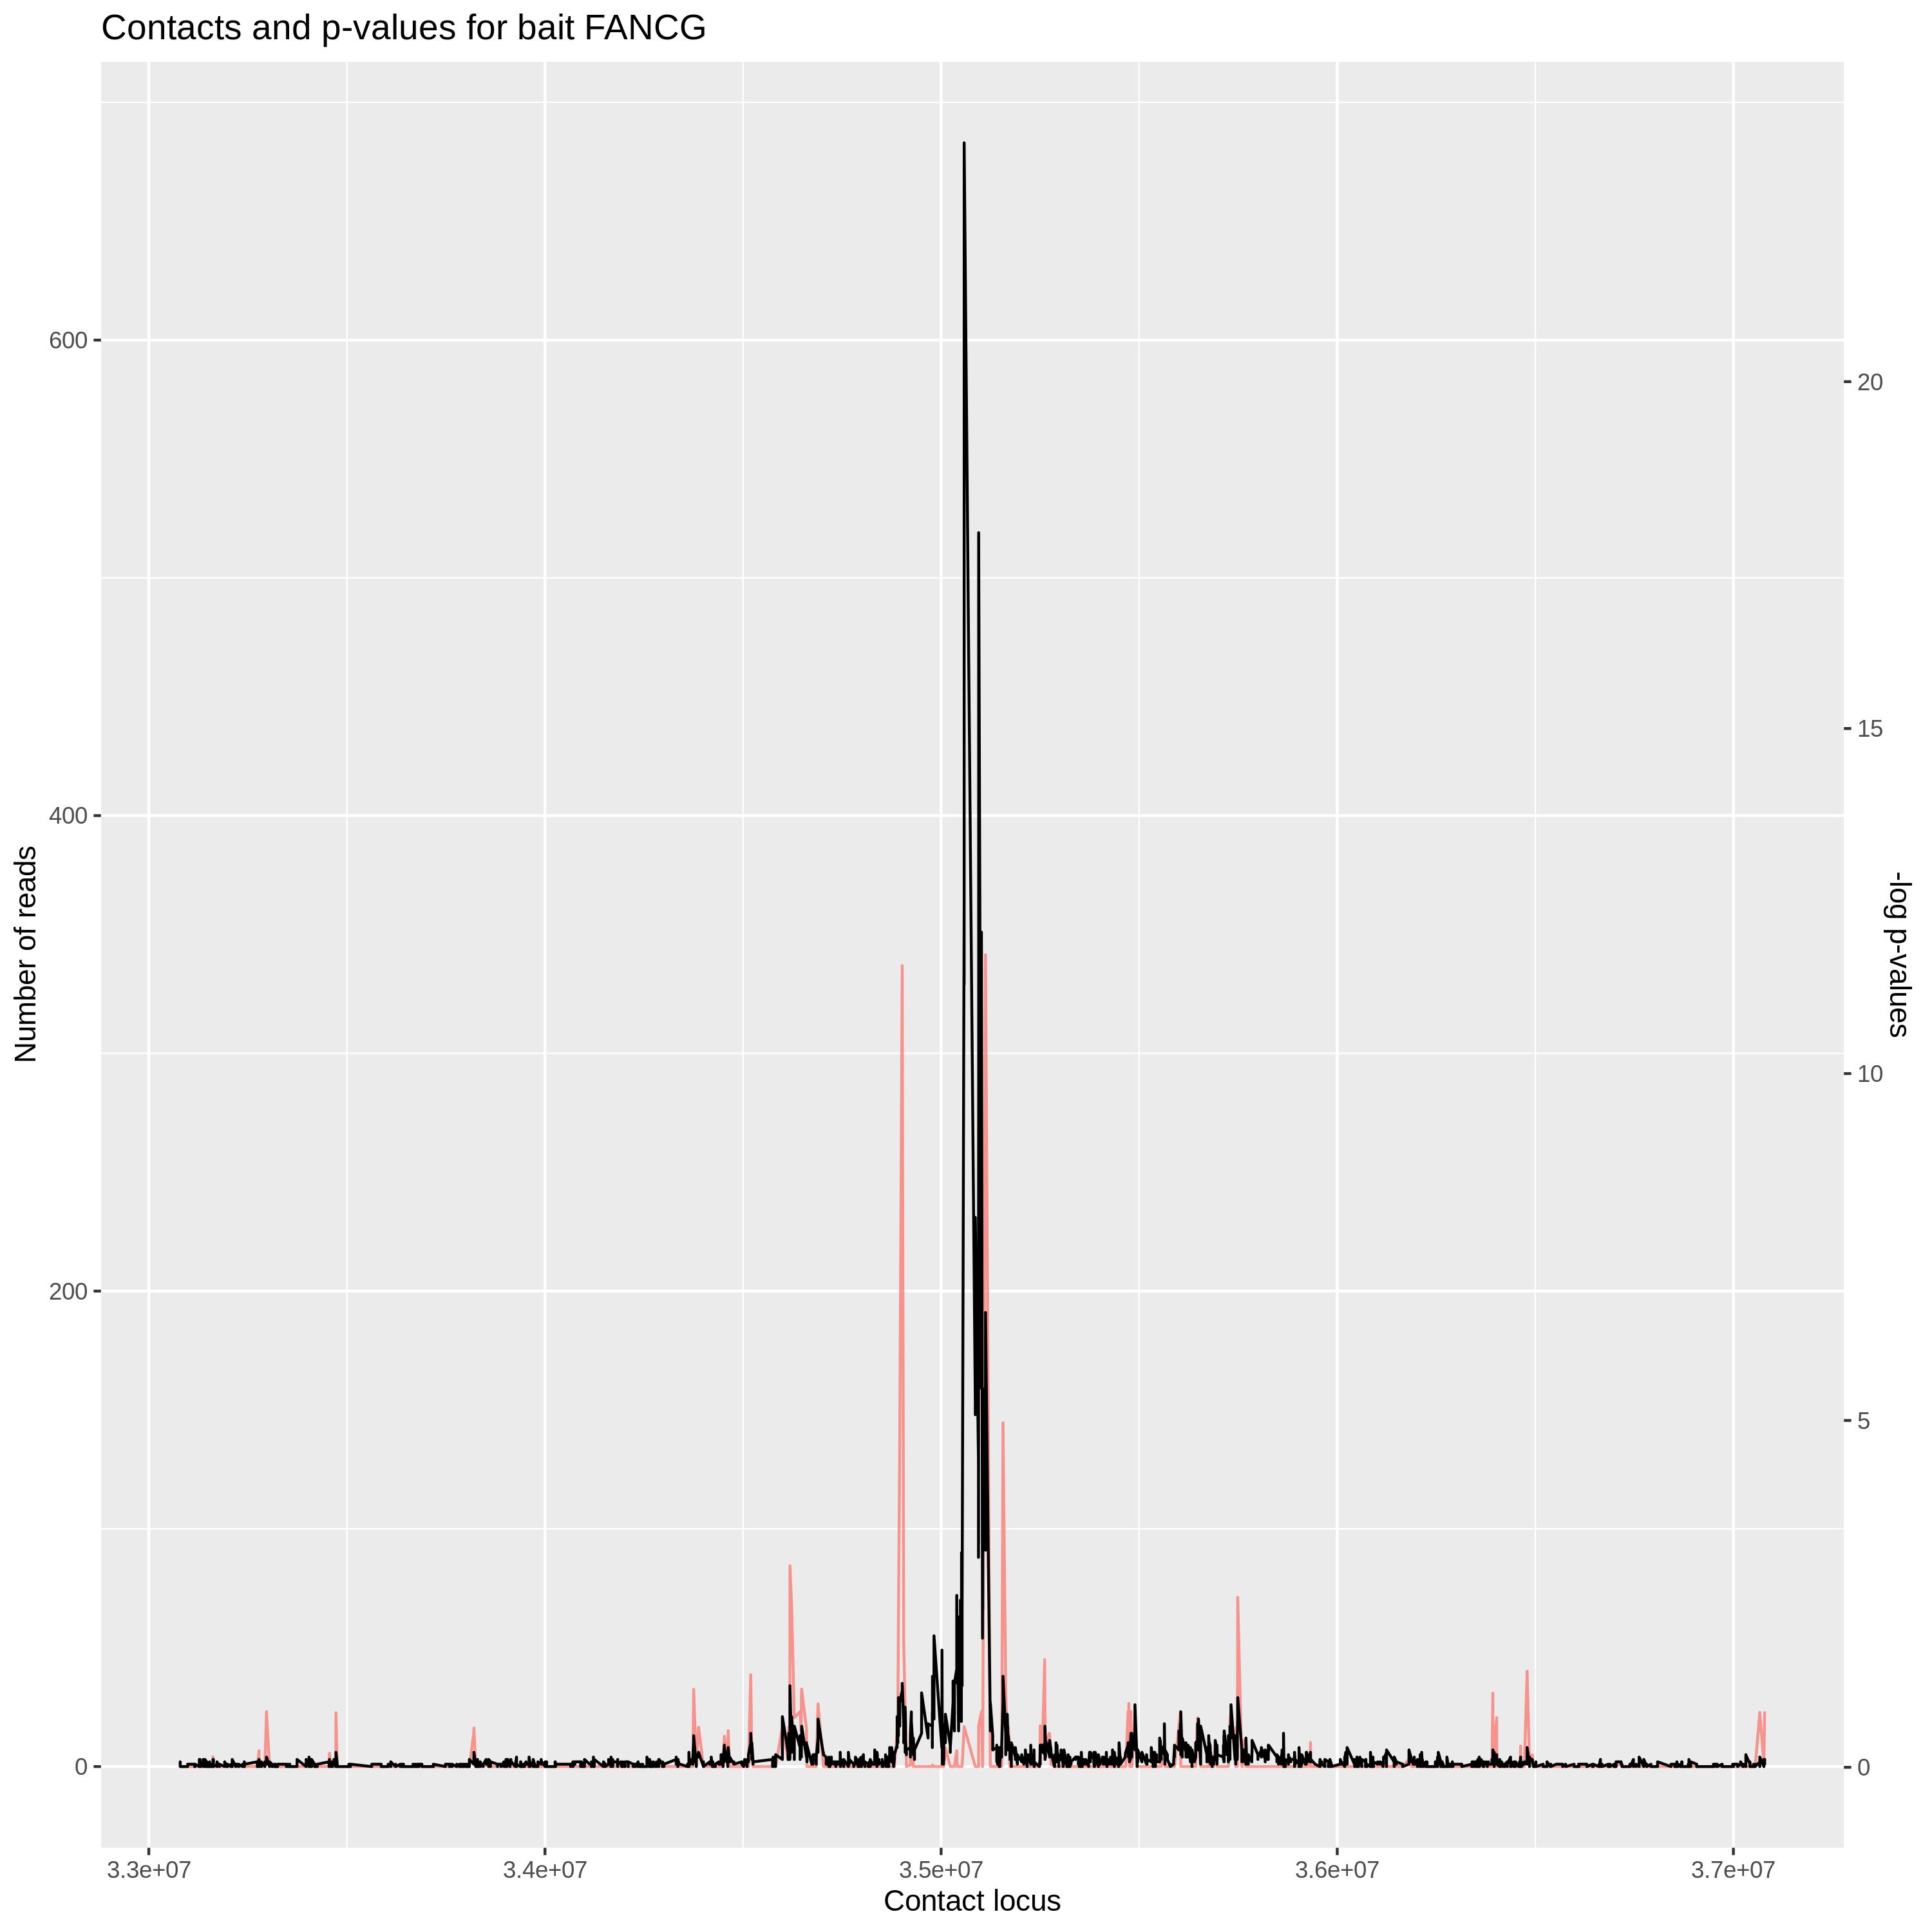 Contacts and p-values for bait FANCG
600
400
200
0
Number of reads
20
15
10
5
0
-log p-values
3.3e+07 3.4e+07 3.5e+07 3.6e+07 3.7e+07
Contact locus